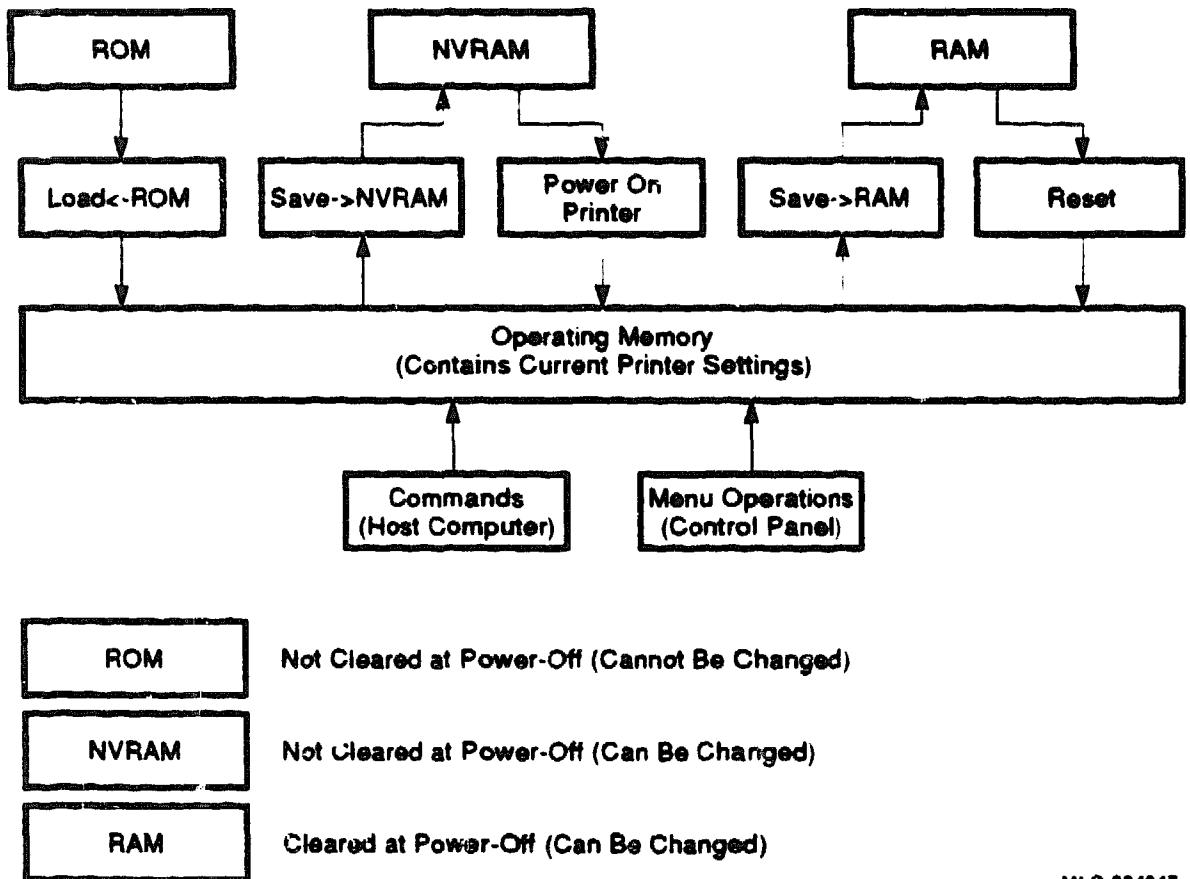 ROM
NVRAM
RAM
Load<-ROM
Save->NVRAM
Power On
Printer
Save->RAM
Reset
Operating Memory
(Contains Current Printer Settings)
Commands
(Host Computer)
Menu Operations
(Control Panel)
ROM
Not Cleared at Power-Off (Cannot Be Changed)
NVRAM
Not Cleared at Power-Off (Can Be Changed)
RAM
Cleared at Power-Off (Can Be Changed)